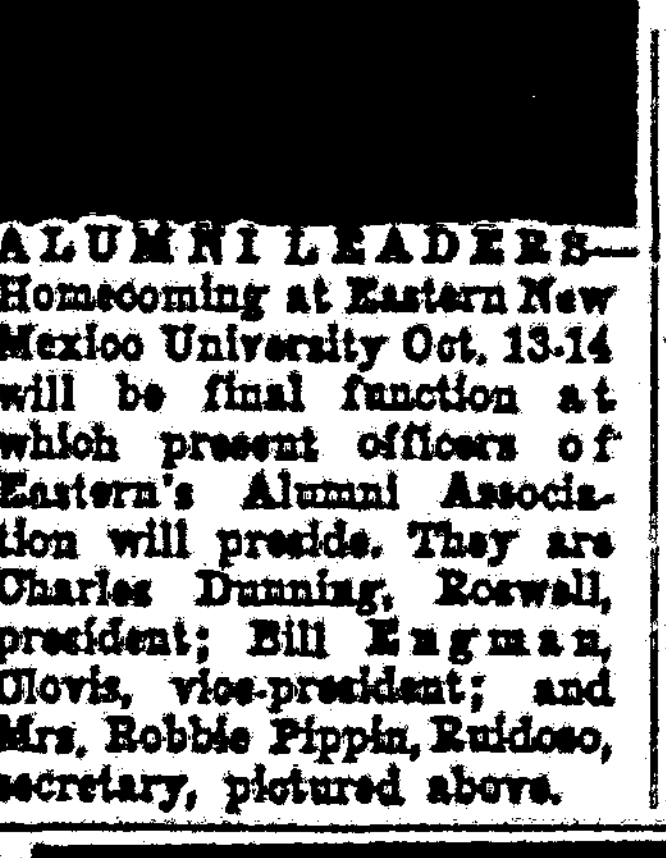 ALUMNI LEADERS—
Homecoming at Eastern New
Mexico University Oct. 13-14
will be final function at
which present officers of
Eastern's Alumni Associa-
tion will preside. They are
Charles Dunning, Roswell,
president; Bill Engman,
Clovis, vice-president; and
Mrs. Robbie Pippin, Ruidoso,
secretary, pictured above.